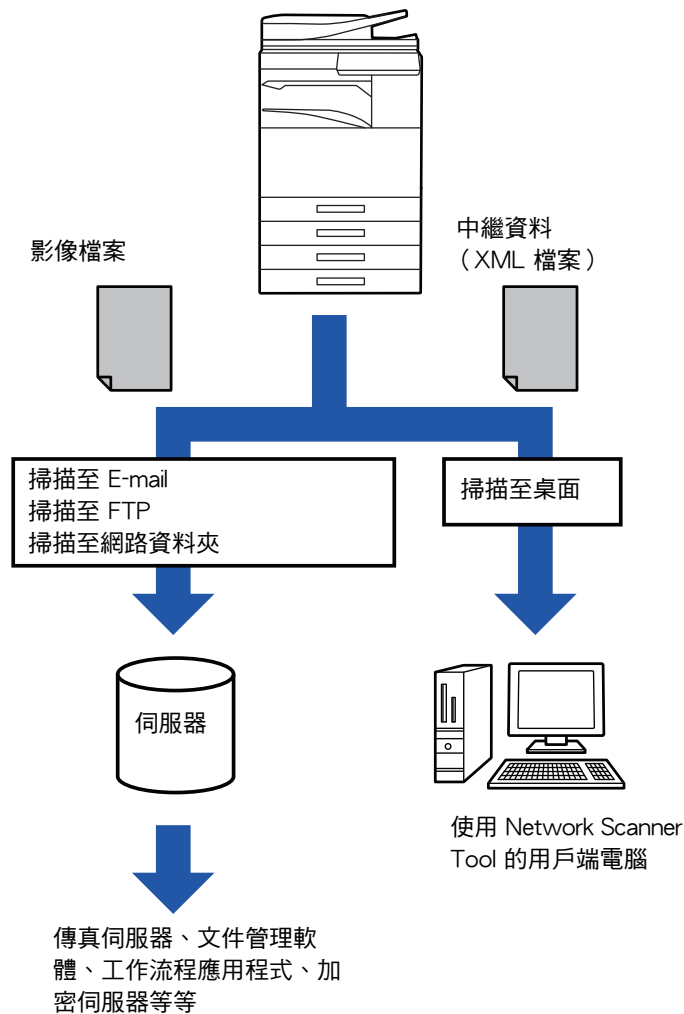 影像檔案
中繼資料
（XML 檔案）
掃描至 E-mail
掃描至 FTP
掃描至網路資料夾
掃描至桌面
伺服器
使用 Network Scanner
Tool 的用戶端電腦
傳真伺服器、文件管理軟
體、工作流程應用程式、加
密伺服器等等